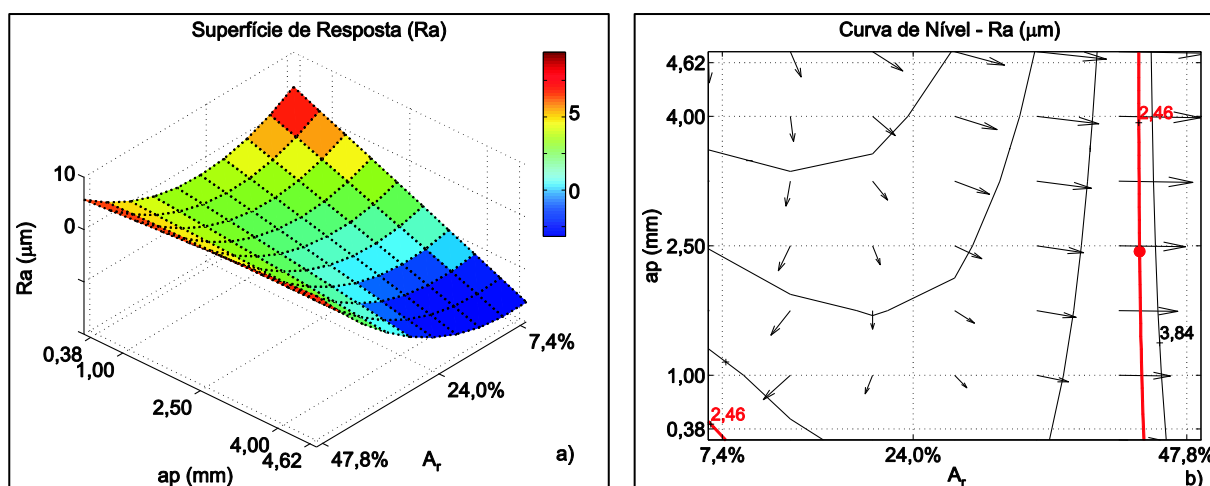 Superfície de Resposta (Ra)
5
0
10
0
Ra (μm)
0,38
1,00
2,50
4,00
4,62
ap (mm)
7,4%
24,0%
47,8%
Ar
a)
Curva de Nível - Ra (μm)
4,62
4,00
2,50
1,00
0,38
ap (mm)
2,46
3,84
2,46
7,4%
24,0%
47,8%
Ar
b)